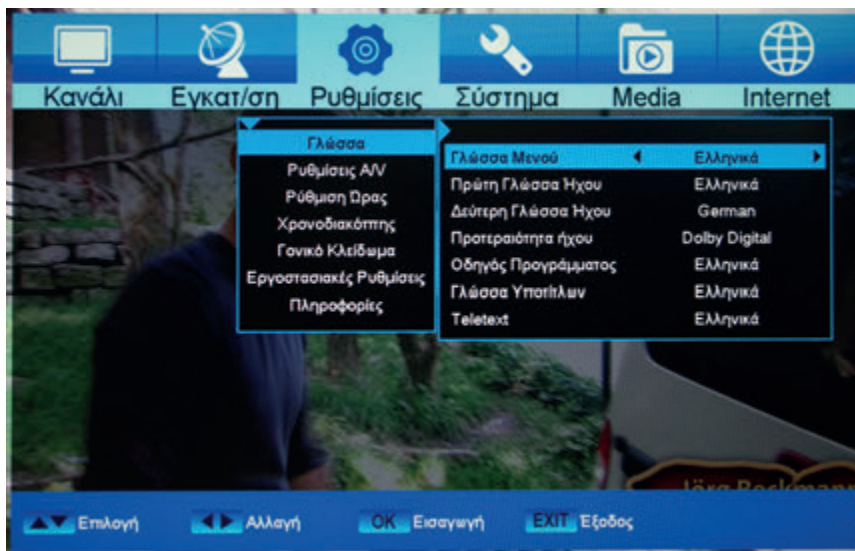 Κανάλι Εγκατ/ση Ρυθμίσεις Σύστημα Media Internet
Γλώσσα
Ρυθμίσεις A/V
Ρύθμιση Ώρας
Χρονοδιακόπτης
Γονικό Κλείδωμα
Εργοστασιακές Ρυθμίσεις
Πληροφορίες
Γλώσσα Μενού Ελληνικά
Πρώτη Γλώσσα Ήχου Ελληνικά
Δεύτερη Γλώσσα Ήχου German
Προτεραιότητα ήχου Dolby Digital
Οδηγός Προγράμματος Ελληνικά
Γλώσσα Υποτίτλων Ελληνικά
Teletext Ελληνικά
Jörg Beckmann
Επιλογή Αλλαγή OK Εισαγωγή EXIT Έξοδος